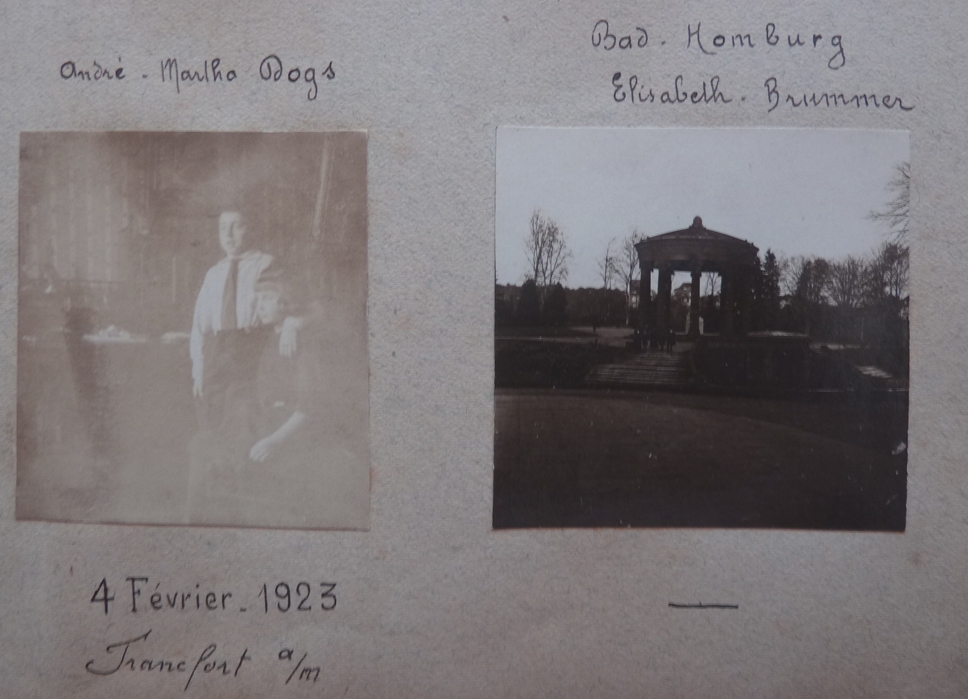 André - Martha Dogs
4 Février - 1923
Francfort a/m
Bad - Homburg
Elisabeth - Brummer